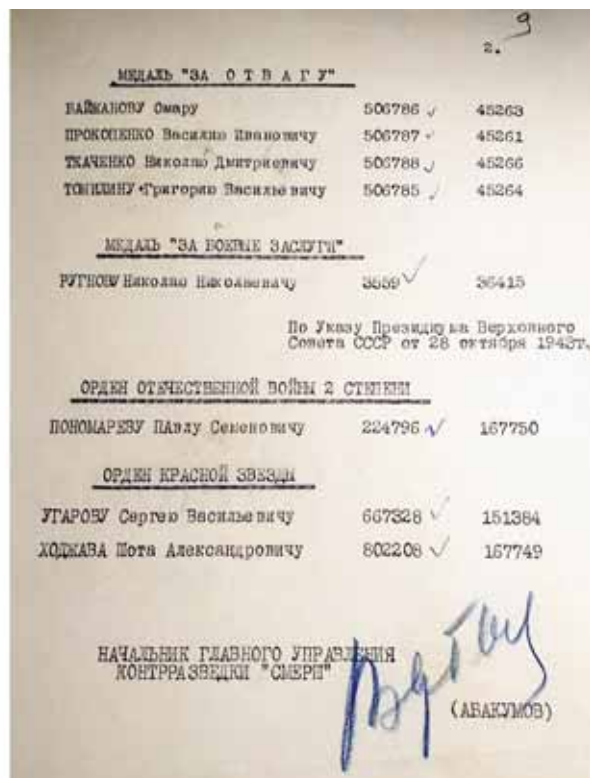 9
2.
МЕДАЛЬ "ЗА ОТВАГУ"
БАЙЖАНОВУ Омару 506786 ✓ 45263
ПРОКОПЕНКО Василию Ивановичу 506787 ✓ 45261
ТКАЧЕНКО Николаю Дмитриевичу 506788 ✓ 45266
ТОМИЛИНУ Григорию Васильевичу 506785 ✓ 45264
МЕДАЛЬ "ЗА БОЕВЫЕ ЗАСЛУГИ"
Николаю Николаевичу 3559 ✓ 36415
По Указу Президиума Верховного
Совета СССР от 28 октября 1943г.
ОРДЕН ОТЕЧЕСТВЕННОЙ ВОЙНЫ 2 СТЕПЕНИ
ПОНОМАРЕВУ ПАвлу Семеновичу 224796 ✓ 167750
ОРДЕН КРАСНОЙ ЗВЕЗДЫ
УГАРОВУ Сергею Васильевичу 667328 ✓ 151384
ХОДЖАВА Шота Александровичу 802208 ✓ 167749
НАЧАЛЬНИК ГЛАВНОГО УПРАВЛЕНИЯ
КОНТРРАЗВЕДКИ "СМЕРШ"
(АБАКУМОВ)